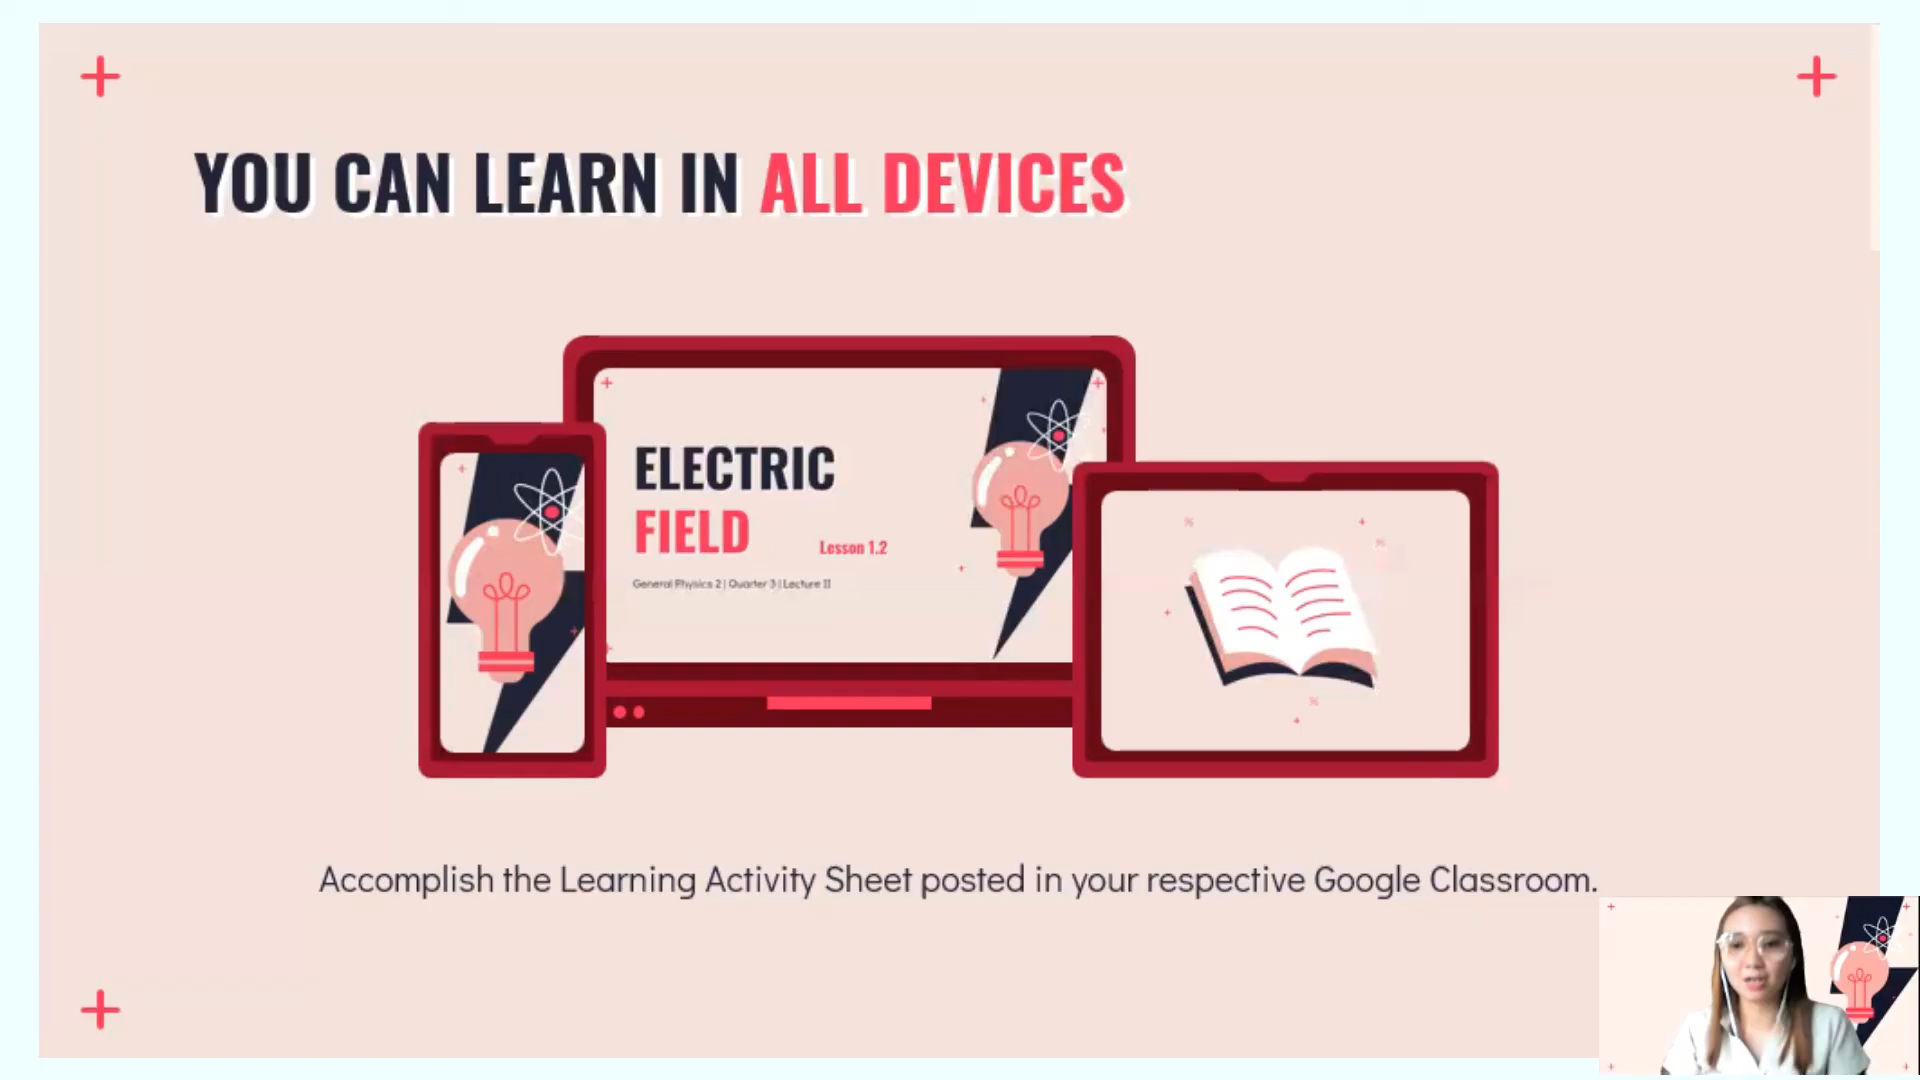 YOU CAN LEARN IN ALL DEVICES
ELECTRIC
FIELD
Lesson 1.2
General Physics 2 | Quarter 3 | Lecture II
Accomplish the Learning Activity Sheet posted in your respective Google Classroom.